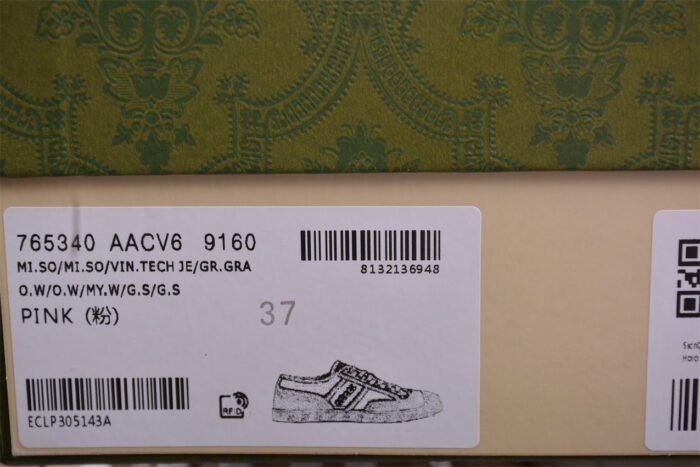 765340 AACV6 9160
MI.SO/MI.SO/VIN.TECH JE/GR.GRA
O.W/O.W/MY.W/G.S/G.S
PINK (粉)
37
8132136948
ECLP305143A
RFID